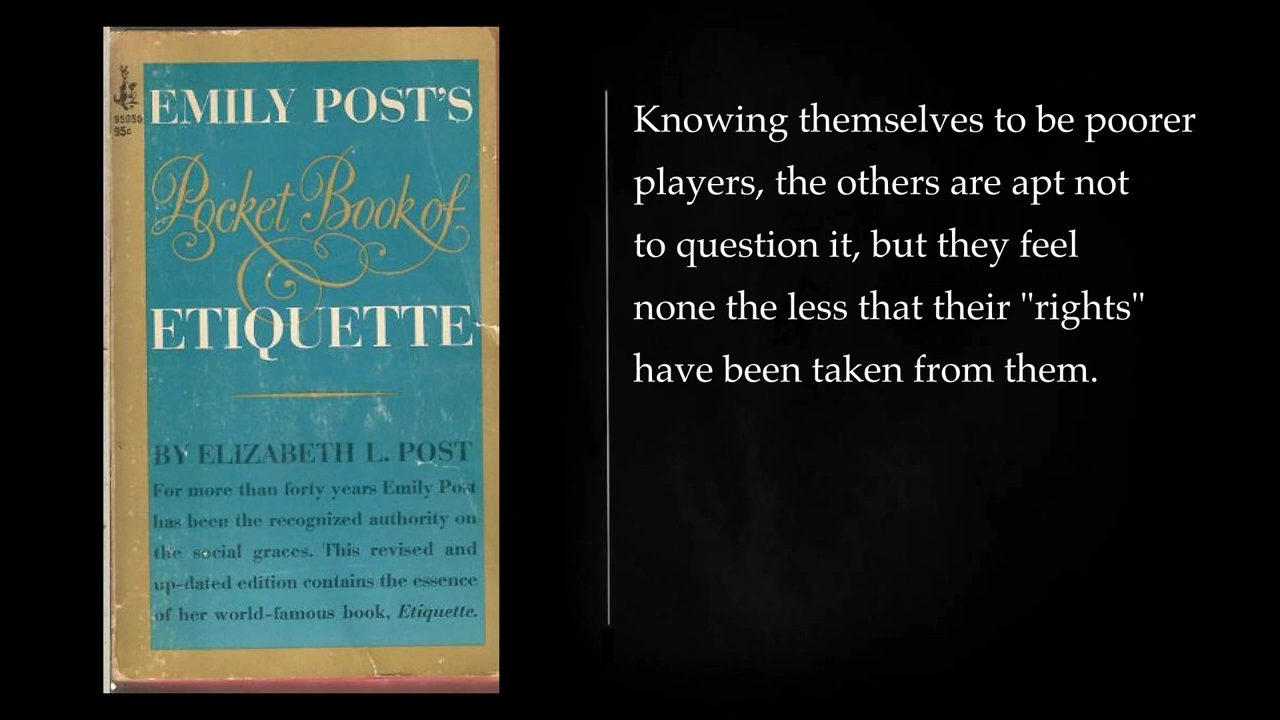 EMILY POST'S
Pocket Book of
ETIQUETTE
95050
95c
BY ELIZABETH L. POST
For more than forty years Emily Post
has been the recognized authority on
the social graces. This revised and
up-dated edition contains the essence
of her world-famous book, Etiquette.
Knowing themselves to be poorer
players, the others are apt not
to question it, but they feel
none the less that their "rights"
have been taken from them.